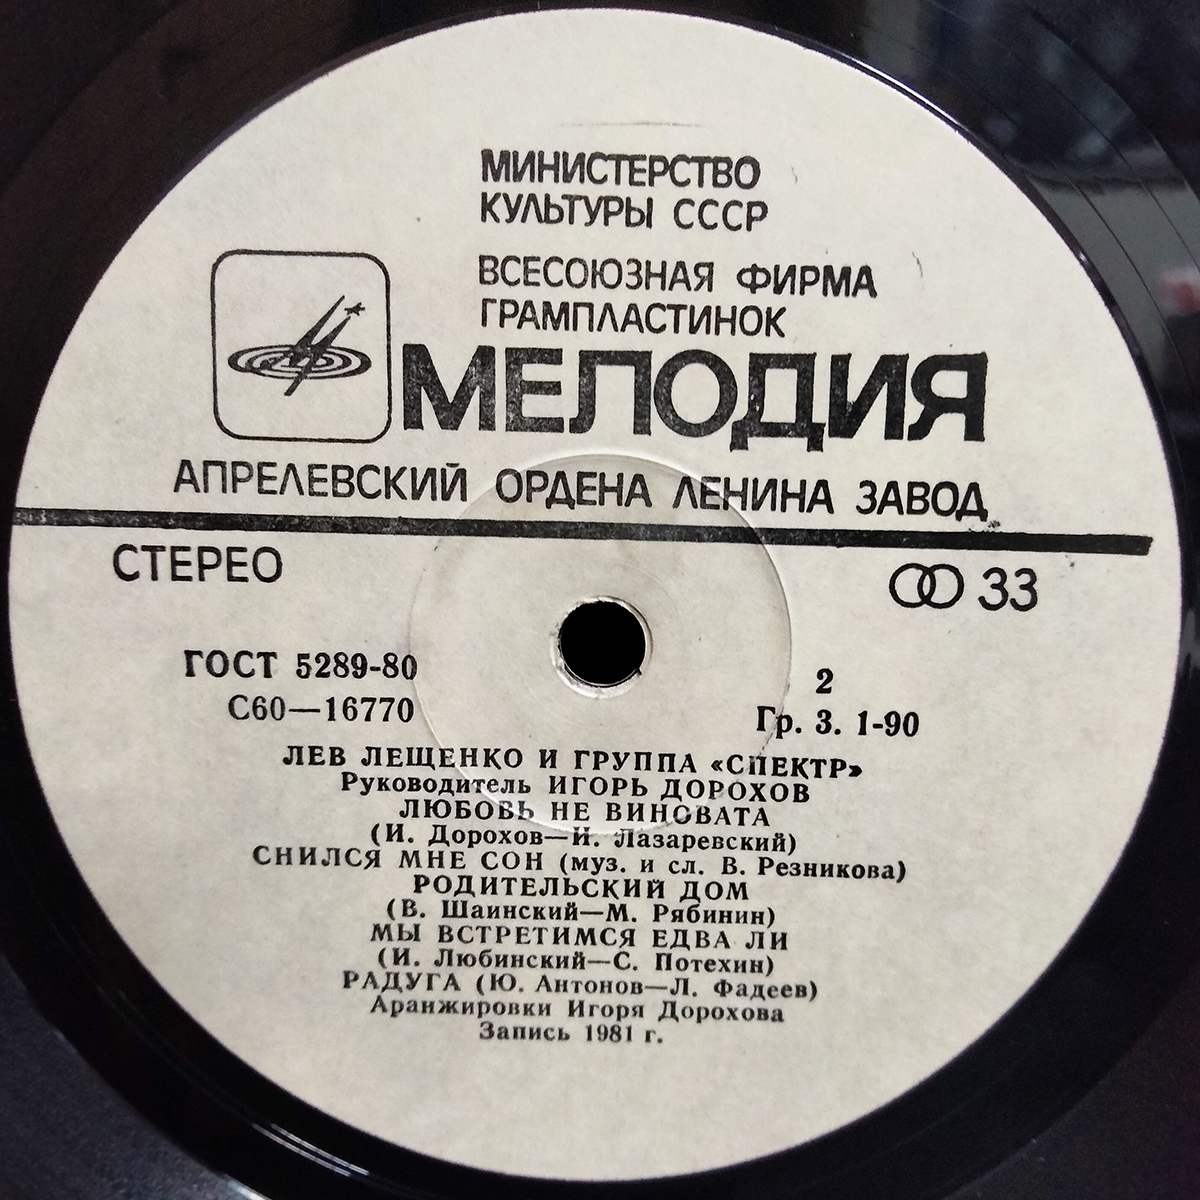 МИНИСТЕРСТВО
КУЛЬТУРЫ СССР
ВСЕСОЮЗНАЯ ФИРМА
ГРАМПЛАСТИНОК
МЕЛОДИЯ
АПРЕЛЕВСКИЙ ОРДЕНА ЛЕНИНА ЗАВОД
СТЕРЕО 33
ГОСТ 5289-80 2
С60—16770 Гр. 3. 1-90
ЛЕВ ЛЕЩЕНКО И ГРУППА «СПЕКТР»
Руководитель ИГОРЬ ДОРОХОВ
ЛЮБОВЬ НЕ ВИНОВАТА
(И. Дорохов—И. Лазаревский)
СНИЛСЯ МНЕ СОН (муз. и сл. В. Резникова)
РОДИТЕЛЬСКИЙ ДОМ
(В. Шаинский—М. Рябинин)
МЫ ВСТРЕТИМСЯ ЕДВА ЛИ
(И. Любинский—С. Потехин)
РАДУГА (Ю. Антонов—Л. Фадеев)
Аранжировки Игоря Дорохова
Запись 1981 г.